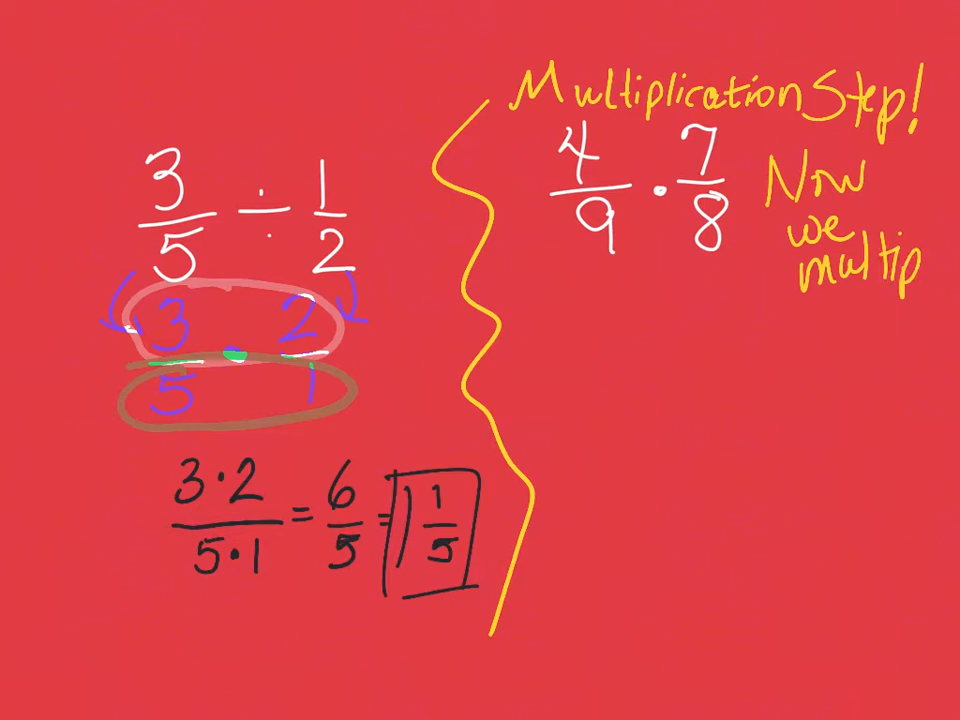 3/5 ÷ 1/2
3/5 · 2/1
3·2/5·1 = 6/5 = 1 1/5
Multiplication Step!
4/9 · 7/8
Now
we
multip